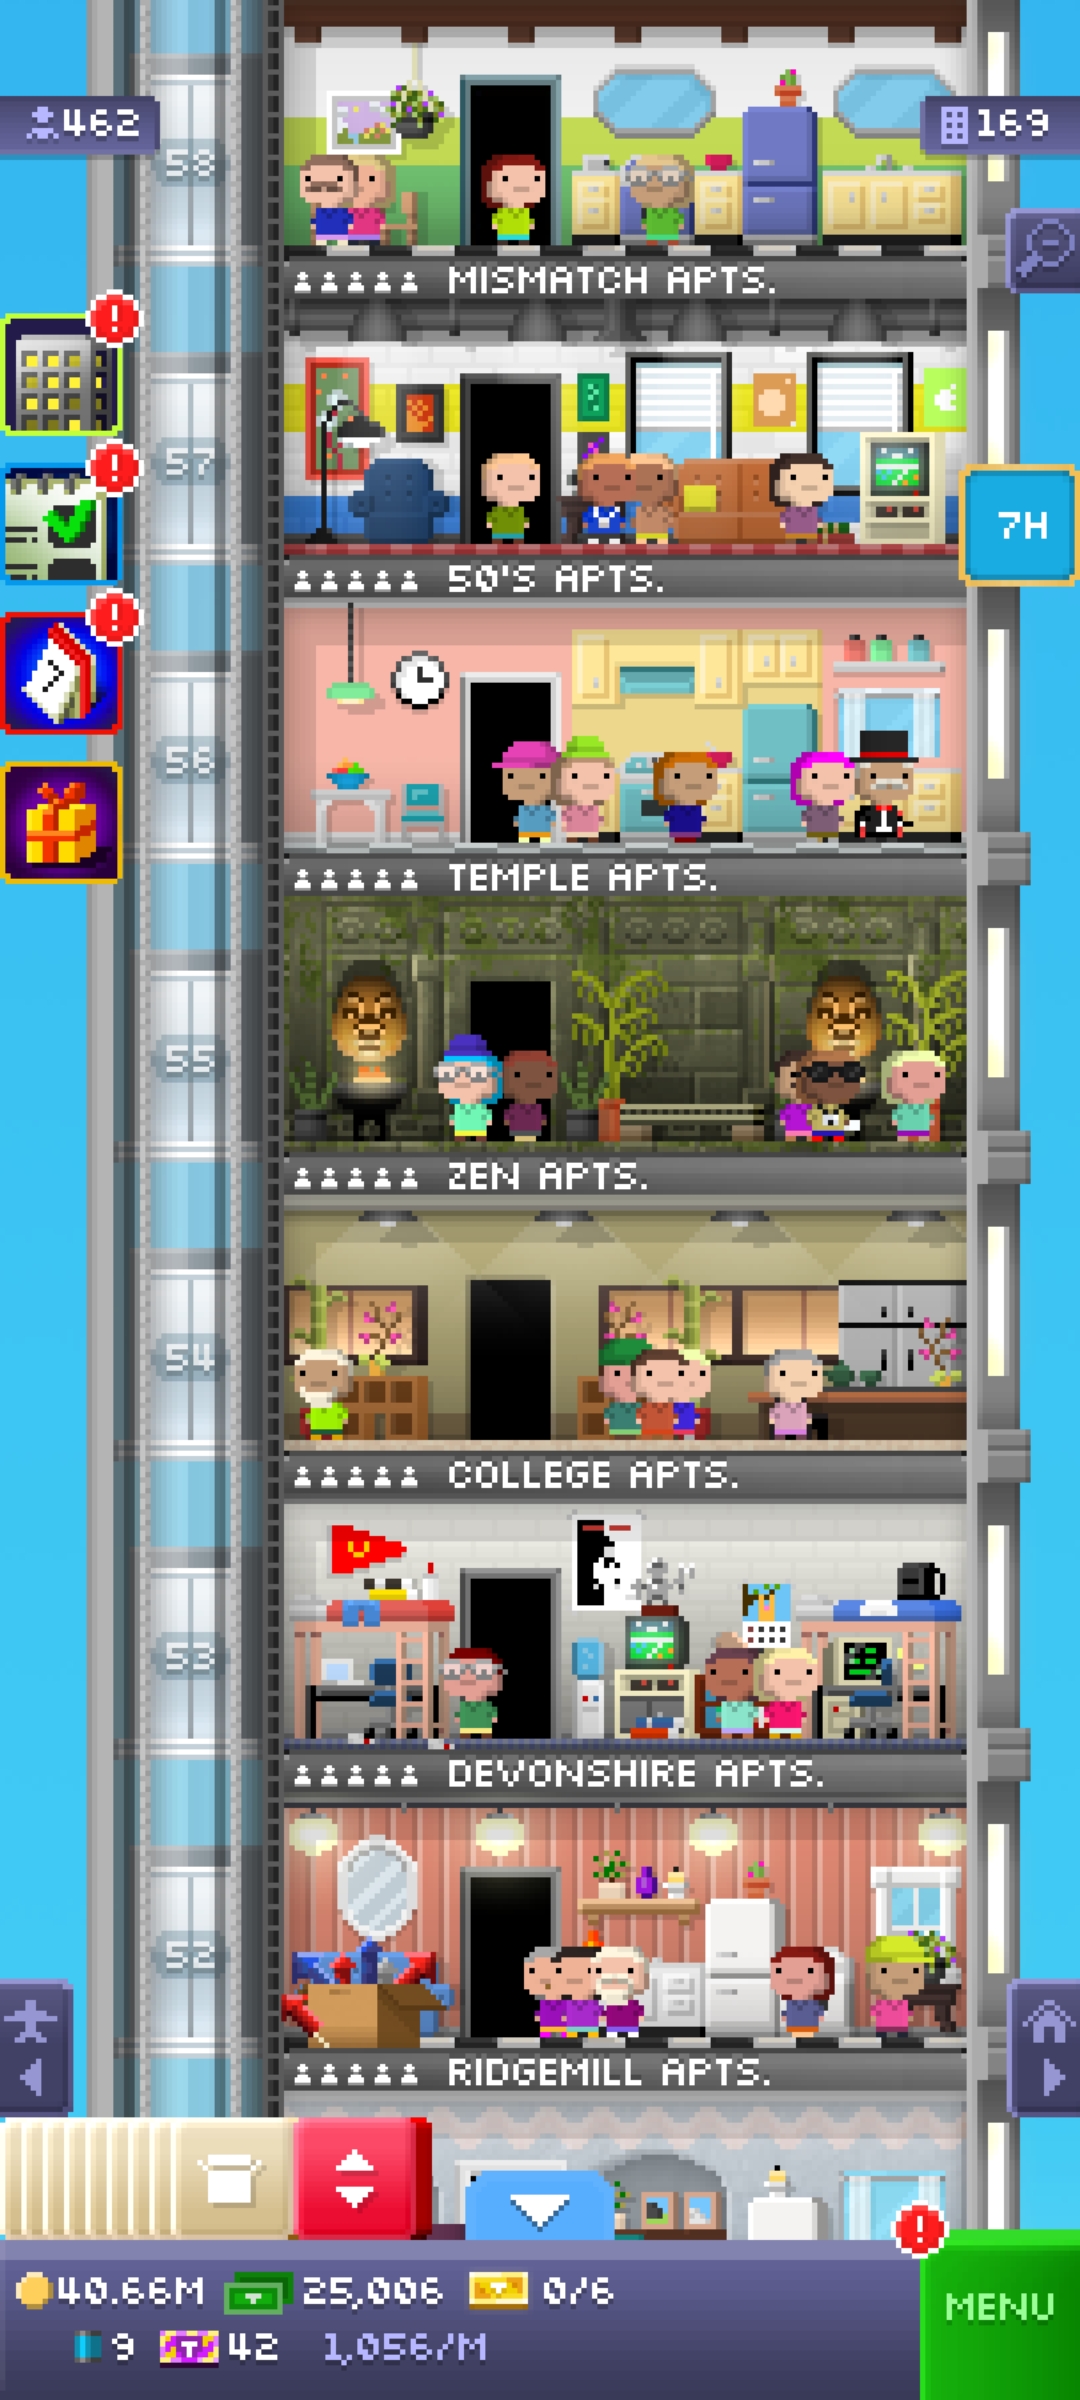 462
169
58
MISMATCH APTS.
57
7H
50'S APTS.
56
TEMPLE APTS.
55
ZEN APTS.
54
COLLEGE APTS.
53
DEVONSHIRE APTS.
52
RIDGEMILL APTS.
40.66M 25,006 0/6
MENU
9 42 1,056/M